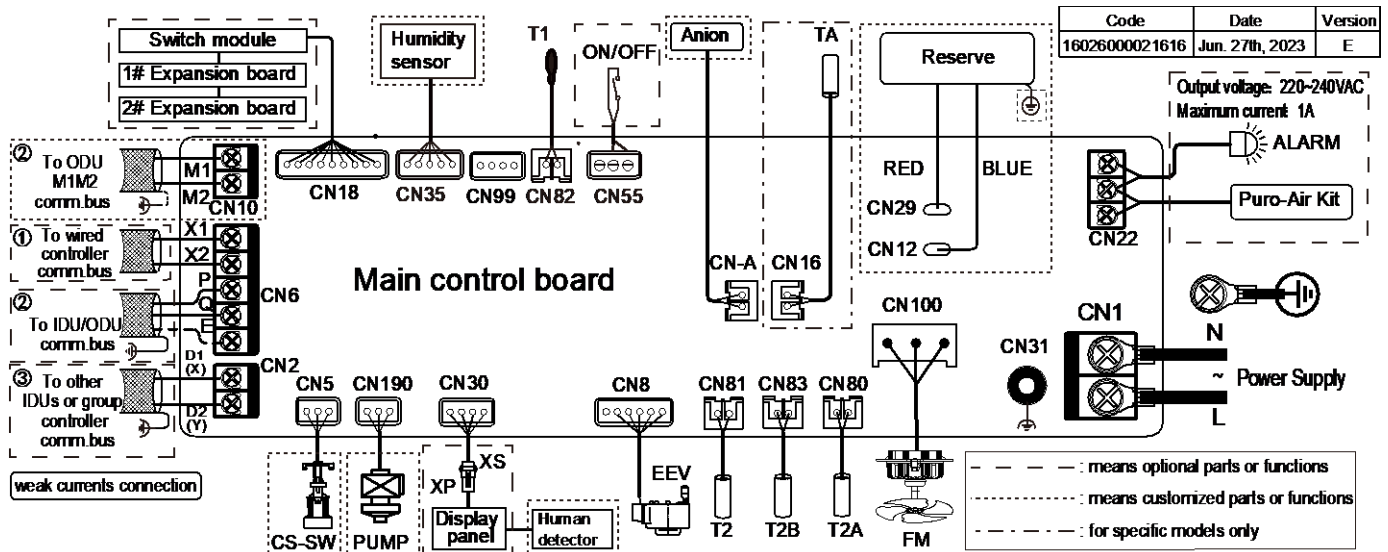 Code Date Version
16026000021616 Jun. 27th, 2023 E
Switch module
1# Expansion board
2# Expansion board
Humidity
sensor
T1
ON/OFF
Anion
TA
Reserve
RED
BLUE
CN29
CN12
Output voltage: 220~240VAC
Maximum current: 1A
ALARM
Puro-Air Kit
CN22
② To ODU
M1M2
comm.bus
M1
M2
CN10
CN18
CN35
CN99
CN82
CN55
① To wired
controller
comm.bus
X1
X2
P
Q
E
CN6
② To IDU/ODU
comm.bus
③ To other
IDUs or group
controller
comm.bus
D1
(X)
D2
(Y)
CN2
Main control board
CN-A
CN16
CN100
CN31
CN1
N
~ Power Supply
L
CN5
CN190
CN30
CN8
CN81
CN83
CN80
XS
XP
EEV
T2
T2B
T2A
FM
CS-SW
PUMP
Display
panel
Human
detector
weak currents connection
: means optional parts or functions
: means customized parts or functions
: for specific models only